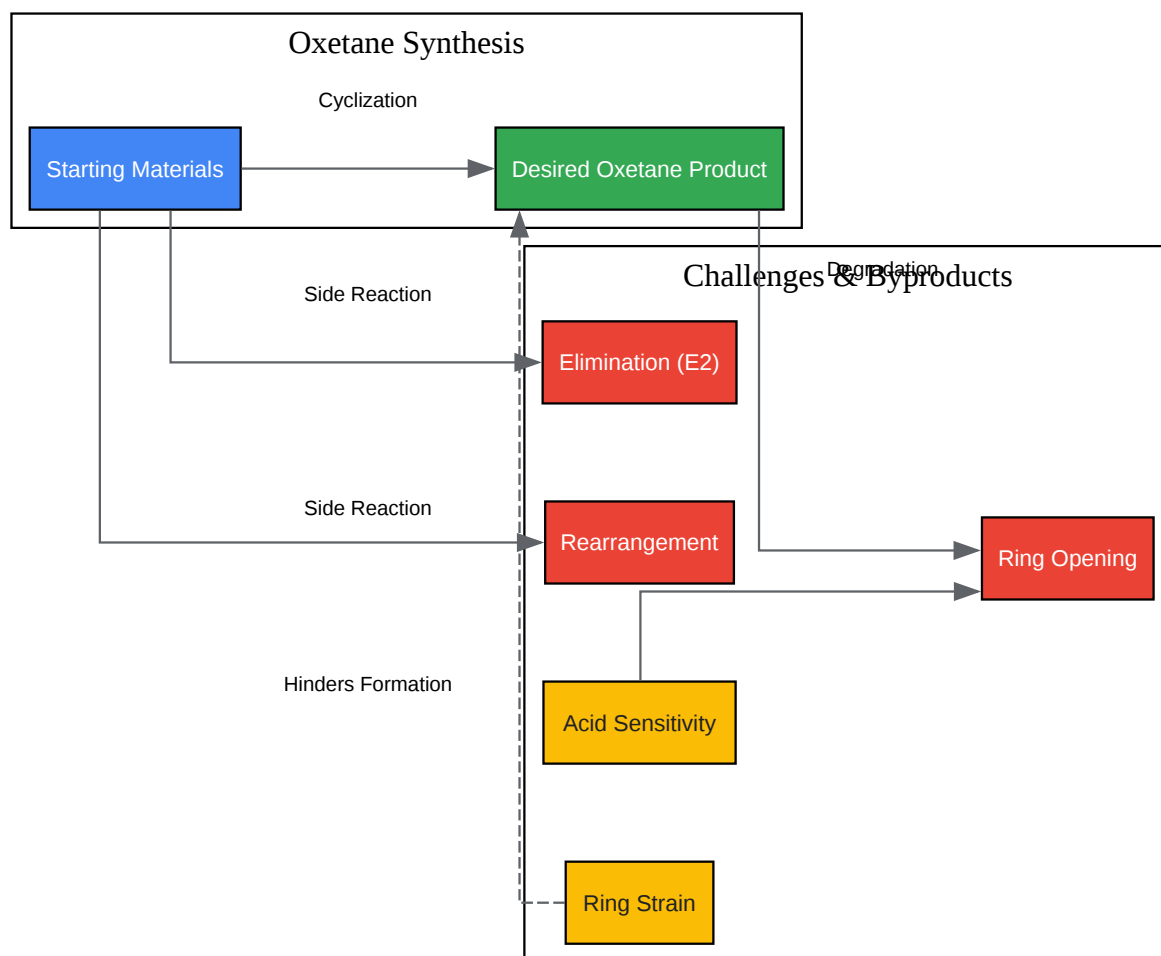 Oxetane Synthesis
Cyclization
Starting Materials
Desired Oxetane Product
Degradation
Challenges & Byproducts
Side Reaction
Elimination (E2)
Side Reaction
Rearrangement
Ring Opening
Hinders Formation
Acid Sensitivity
Ring Strain